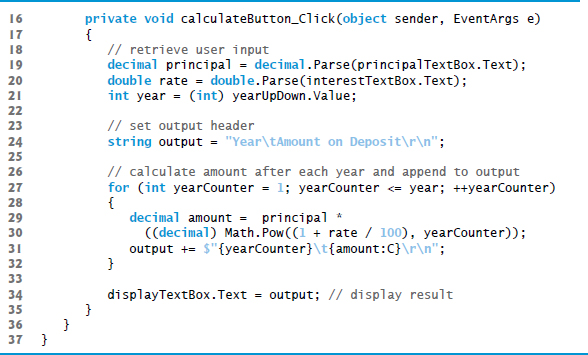 16 private void calculateButton_Click(object sender, EventArgs e)
17 {
18 // retrieve user input
19 decimal principal = decimal.Parse(principalTextBox.Text);
20 double rate = double.Parse(interestTextBox.Text);
21 int year = (int) yearUpDown.Value;
22
23 // set output header
24 string output = "Year\tAmount on Deposit\r\n";
25
26 // calculate amount after each year and append to output
27 for (int yearCounter = 1; yearCounter <= year; ++yearCounter)
28 {
29 decimal amount = principal *
30 ((decimal) Math.Pow((1 + rate / 100), yearCounter));
31 output += $"{yearCounter}\t{amount:C}\r\n";
32 }
33
34 displayTextBox.Text = output; // display result
35 }
36 }
37 }